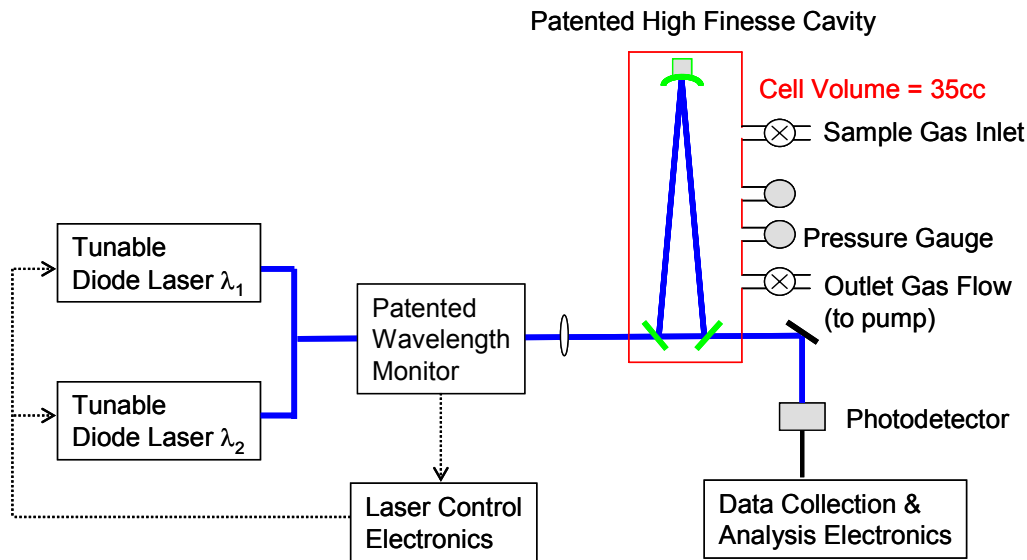 Patented High Finesse Cavity
Cell Volume = 35cc
Sample Gas Inlet
Pressure Gauge
Outlet Gas Flow
(to pump)
Tunable
Diode Laser λ1
Patented
Wavelength
Monitor
Tunable
Diode Laser λ2
Photodetector
Laser Control
Electronics
Data Collection &
Analysis Electronics